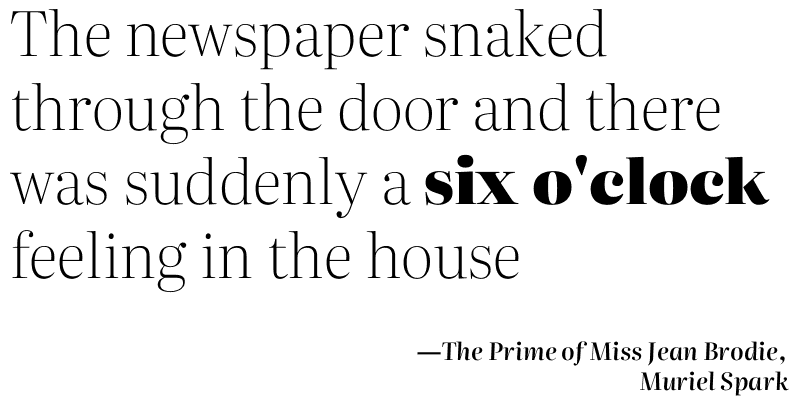 The newspaper snaked
through the door and there
was suddenly a six o'clock
feeling in the house
—The Prime of Miss Jean Brodie,
Muriel Spark